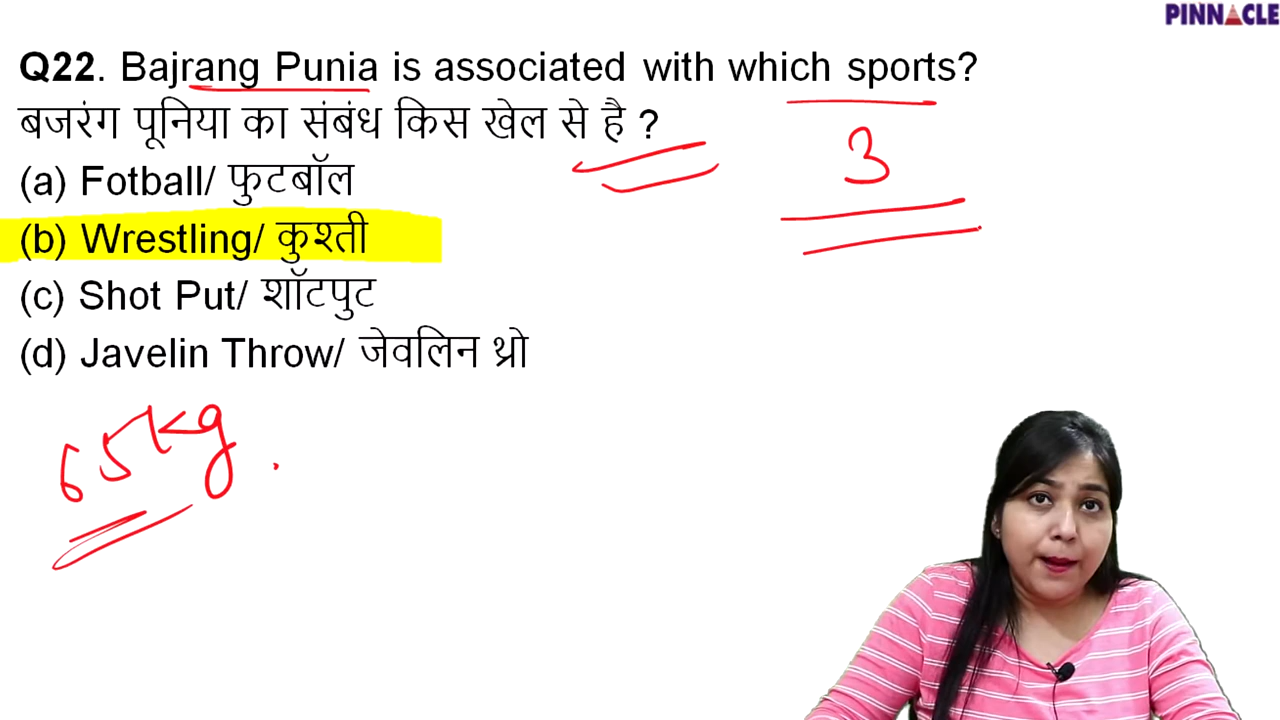 PINNACLE
Q22. Bajrang Punia is associated with which sports?
बजरंग पूनिया का संबंध किस खेल से है ?
3
(a) Fotball/ फुटबॉल
(b) Wrestling/ कुश्ती
(c) Shot Put/ शॉटपुट
(d) Javelin Throw/ जेवलिन थ्रो
65kg